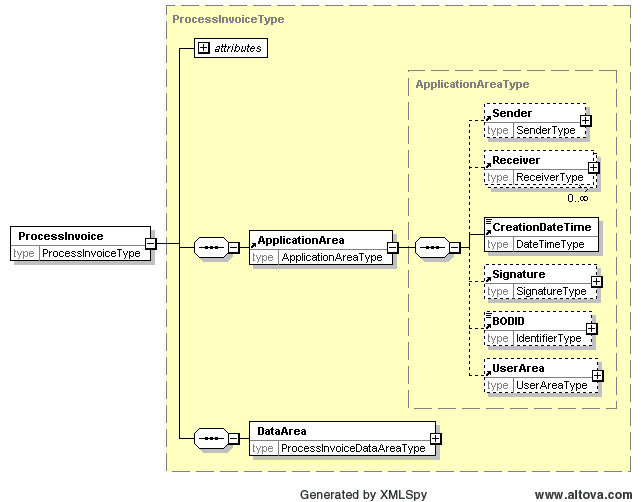 ProcessInvoiceType
attributes
ApplicationAreaType
Sender
type SenderType
Receiver
type ReceiverType
0..∞
ProcessInvoice
type ProcessInvoiceType
ApplicationArea
type ApplicationAreaType
CreationDateTime
type DateTimeType
Signature
type SignatureType
BODID
type IdentifierType
UserArea
type UserAreaType
DataArea
type ProcessInvoiceDataAreaType
Generated by XMLSpy
www.altova.com